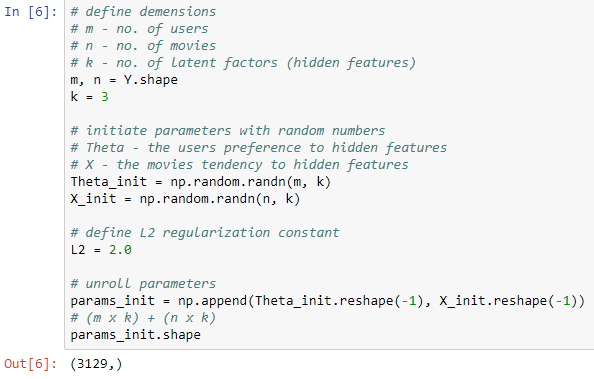 In [6]: # define demensions
# m - no. of users
# n - no. of movies
# k - no. of latent factors (hidden features)
m, n = Y.shape
k = 3

# initiate parameters with random numbers
# Theta - the users preference to hidden features
# X - the movies tendency to hidden features
Theta_init = np.random.randn(m, k)
X_init = np.random.randn(n, k)

# define L2 regularization constant
L2 = 2.0

# unroll parameters
params_init = np.append(Theta_init.reshape(-1), X_init.reshape(-1))
# (m x k) + (n x k)
params_init.shape
Out[6]: (3129,)